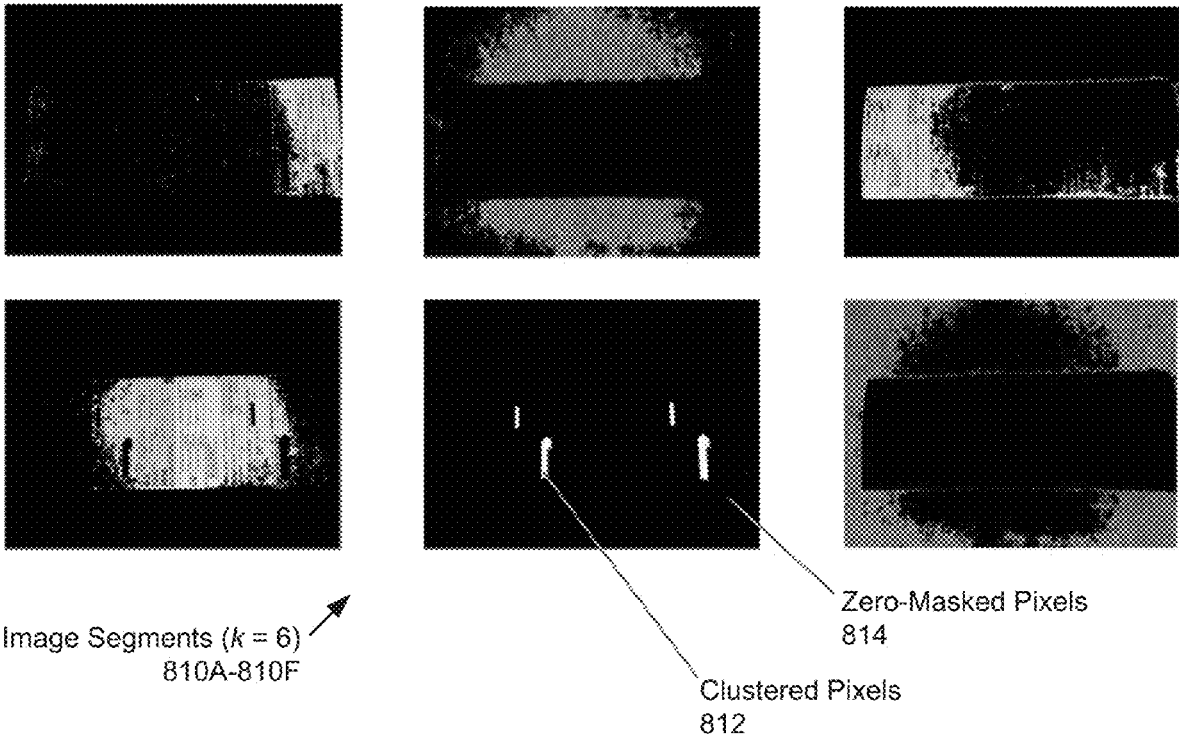 Zero-Masked Pixels
814
Image Segments (k = 6)
810A-810F
Clustered Pixels
812